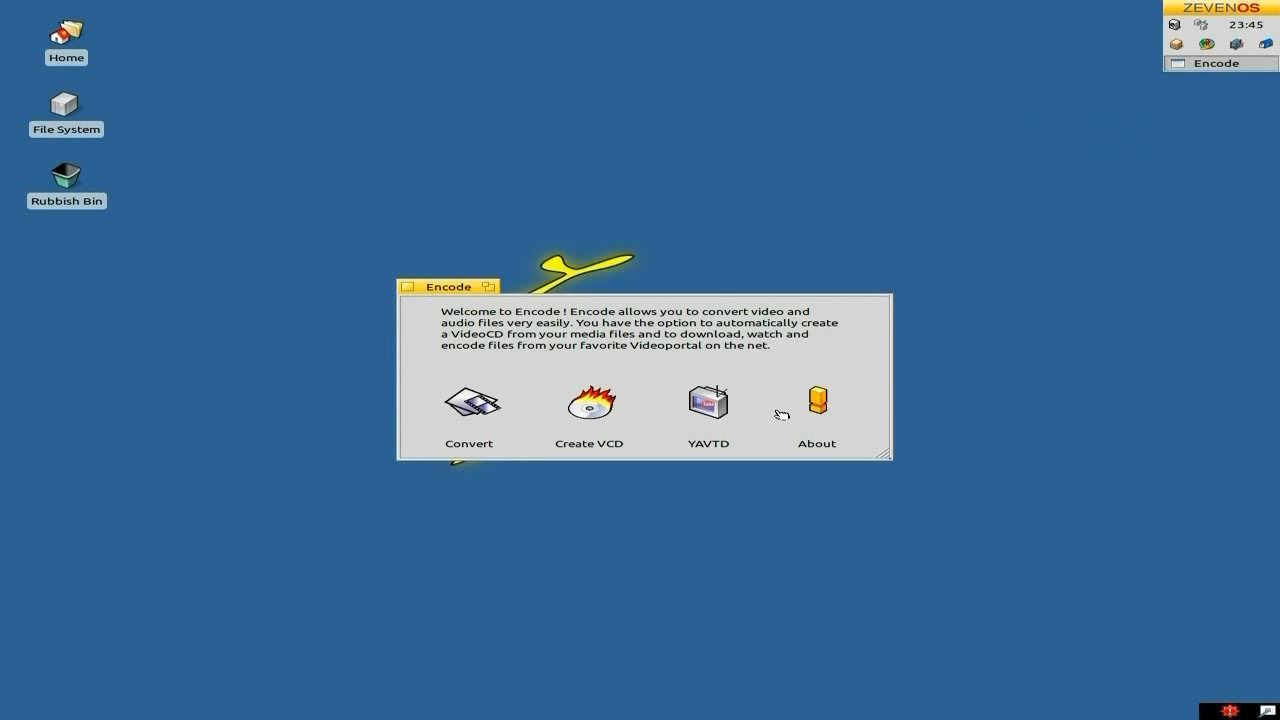 ZEVENOS
23:45
Encode
Home
File System
Rubbish Bin
Encode
Welcome to Encode ! Encode allows you to convert video and
audio files very easily. You have the option to automatically create
a VideoCD from your media files and to download, watch and
encode files from your favorite Videoportal on the net.
Convert
Create VCD
YAVTD
About